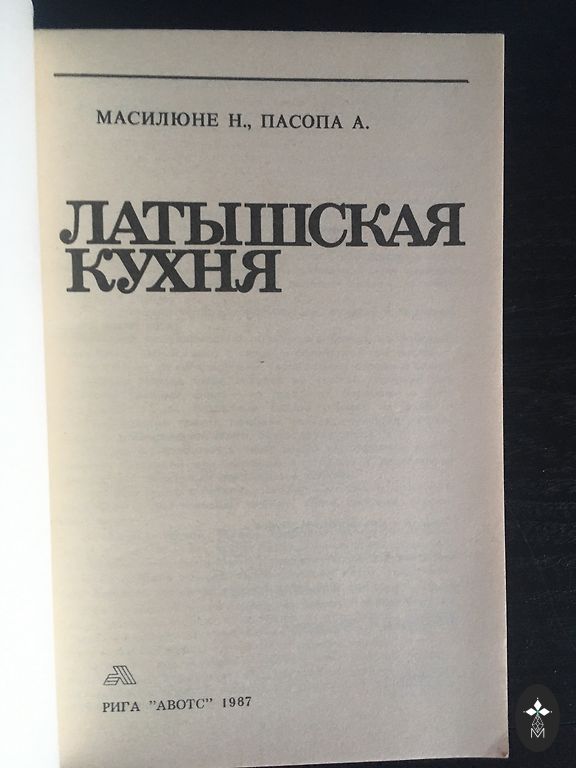 МАСИЛЮНЕ Н., ПАСОПА А.
ЛАТЫШСКАЯ
КУХНЯ
РИГА "АВОТС" 1987